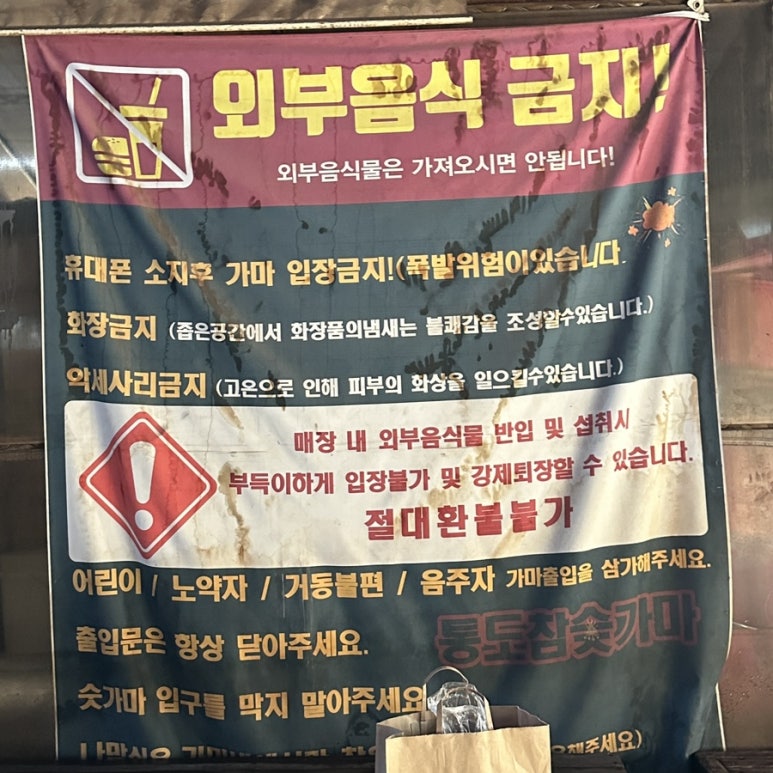 외부음식 금지!
외부음식물은 가져오시면 안됩니다!
휴대폰 소지후 가마 입장금지!(폭발위험이있습니다.
화장금지 (좁은공간에서 화장품의냄새는 불쾌감을 조성할수있습니다.)
악세사리금지 (고온으로 인해 피부의 화상을 일으킬수있습니다.)
매장 내 외부음식물 반입 및 섭취시
부득이하게 입장불가 및 강제퇴장할 수 있습니다.
절대환불불가
어린이 / 노약자 / 거동불편 / 음주자 가마출입을 삼가해주세요.
출입문은 항상 닫아주세요.
통도참숯가마
숯가마 입구를 막지 말아주세요